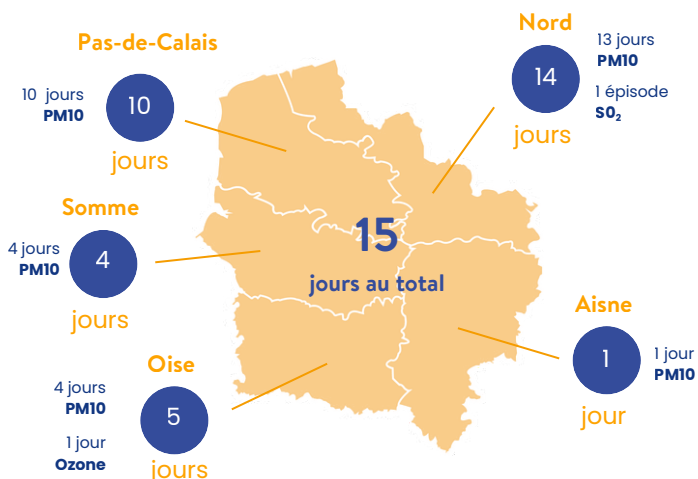 Pas-de-Calais
10 jours
PM10
10
jours
Nord
14
jours
13 jours
PM10
1 épisode
S0₂
Somme
4 jours
PM10
4
jours
15
jours au total
Aisne
1
jour
1 jour
PM10
Oise
4 jours
PM10
1 jour
Ozone
5
jours